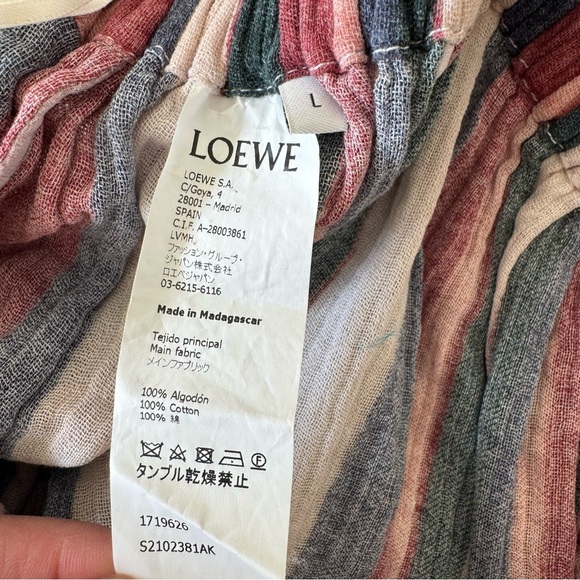 L
LOEWE
LOEWE S.A.,
C/Goya, 4
28001 - Madrid
SPAIN
C.I.F. A-28003861
LVMH
ファッション・グループ・
ジャパン株式会社
ロエベジャパン
03-6215-6116
Made in Madagascar
Tejido principal
Main fabric
メインファブリック
100% Algodón
100% Cotton
100% 綿
タンブル乾燥禁止
1719626
S2102381AK